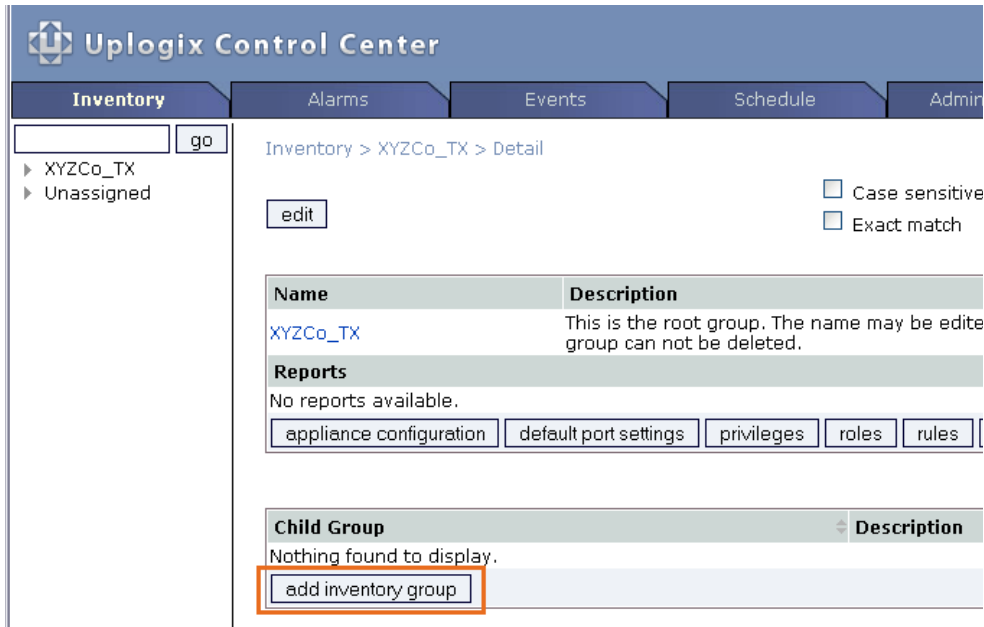 Uplogix Control Center
Inventory Alarms Events Schedule Admin
go
XYZCo_TX
Unassigned
Inventory > XYZCo_TX > Detail
edit
Case sensitive
Exact match
Name Description
XYZCo_TX This is the root group. The name may be edite
group can not be deleted.
Reports
No reports available.
appliance configuration default port settings privileges roles rules
Child Group Description
Nothing found to display.
add inventory group